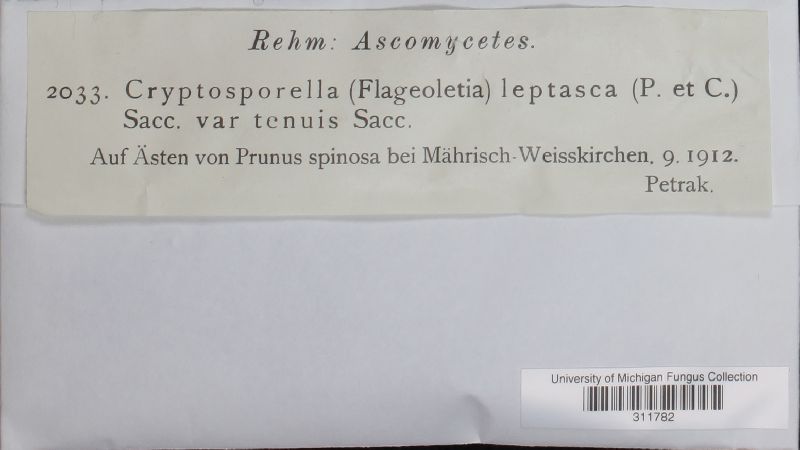 Rehm: Ascomycetes.
2033. Cryptosporella (Flageoletia) leptasca (P. et C.)
Sacc. var tenuis Sacc.
Auf Ästen von Prunus spinosa bei Mährisch-Weisskirchen. 9. 1912.
Petrak.
University of Michigan Fungus Collection
311782